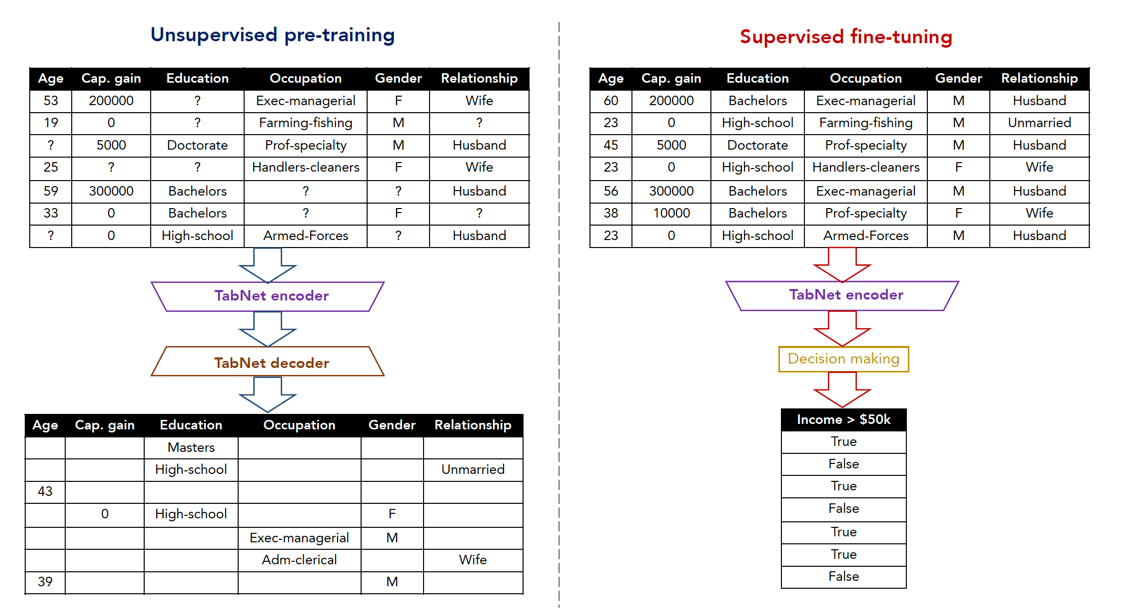 Unsupervised pre-training
Age Cap. gain Education Occupation Gender Relationship
53 200000 ? Exec-managerial F Wife
19 0 ? Farming-fishing M ?
? 5000 Doctorate Prof-specialty M Husband
25 ? ? Handlers-cleaners F Wife
59 300000 Bachelors ? ? Husband
33 0 Bachelors ? F ?
? 0 High-school Armed-Forces ? Husband
TabNet encoder
TabNet decoder
Age Cap. gain Education Occupation Gender Relationship
Masters
High-school Unmarried
43
0 High-school F
Exec-managerial M
Adm-clerical Wife
39 M
Supervised fine-tuning
Age Cap. gain Education Occupation Gender Relationship
60 200000 Bachelors Exec-managerial M Husband
23 0 High-school Farming-fishing M Unmarried
45 5000 Doctorate Prof-specialty M Husband
23 0 High-school Handlers-cleaners F Wife
56 300000 Bachelors Exec-managerial M Husband
38 10000 Bachelors Prof-specialty F Wife
23 0 High-school Armed-Forces M Husband
TabNet encoder
Decision making
Income > $50k
True
False
True
False
True
True
False